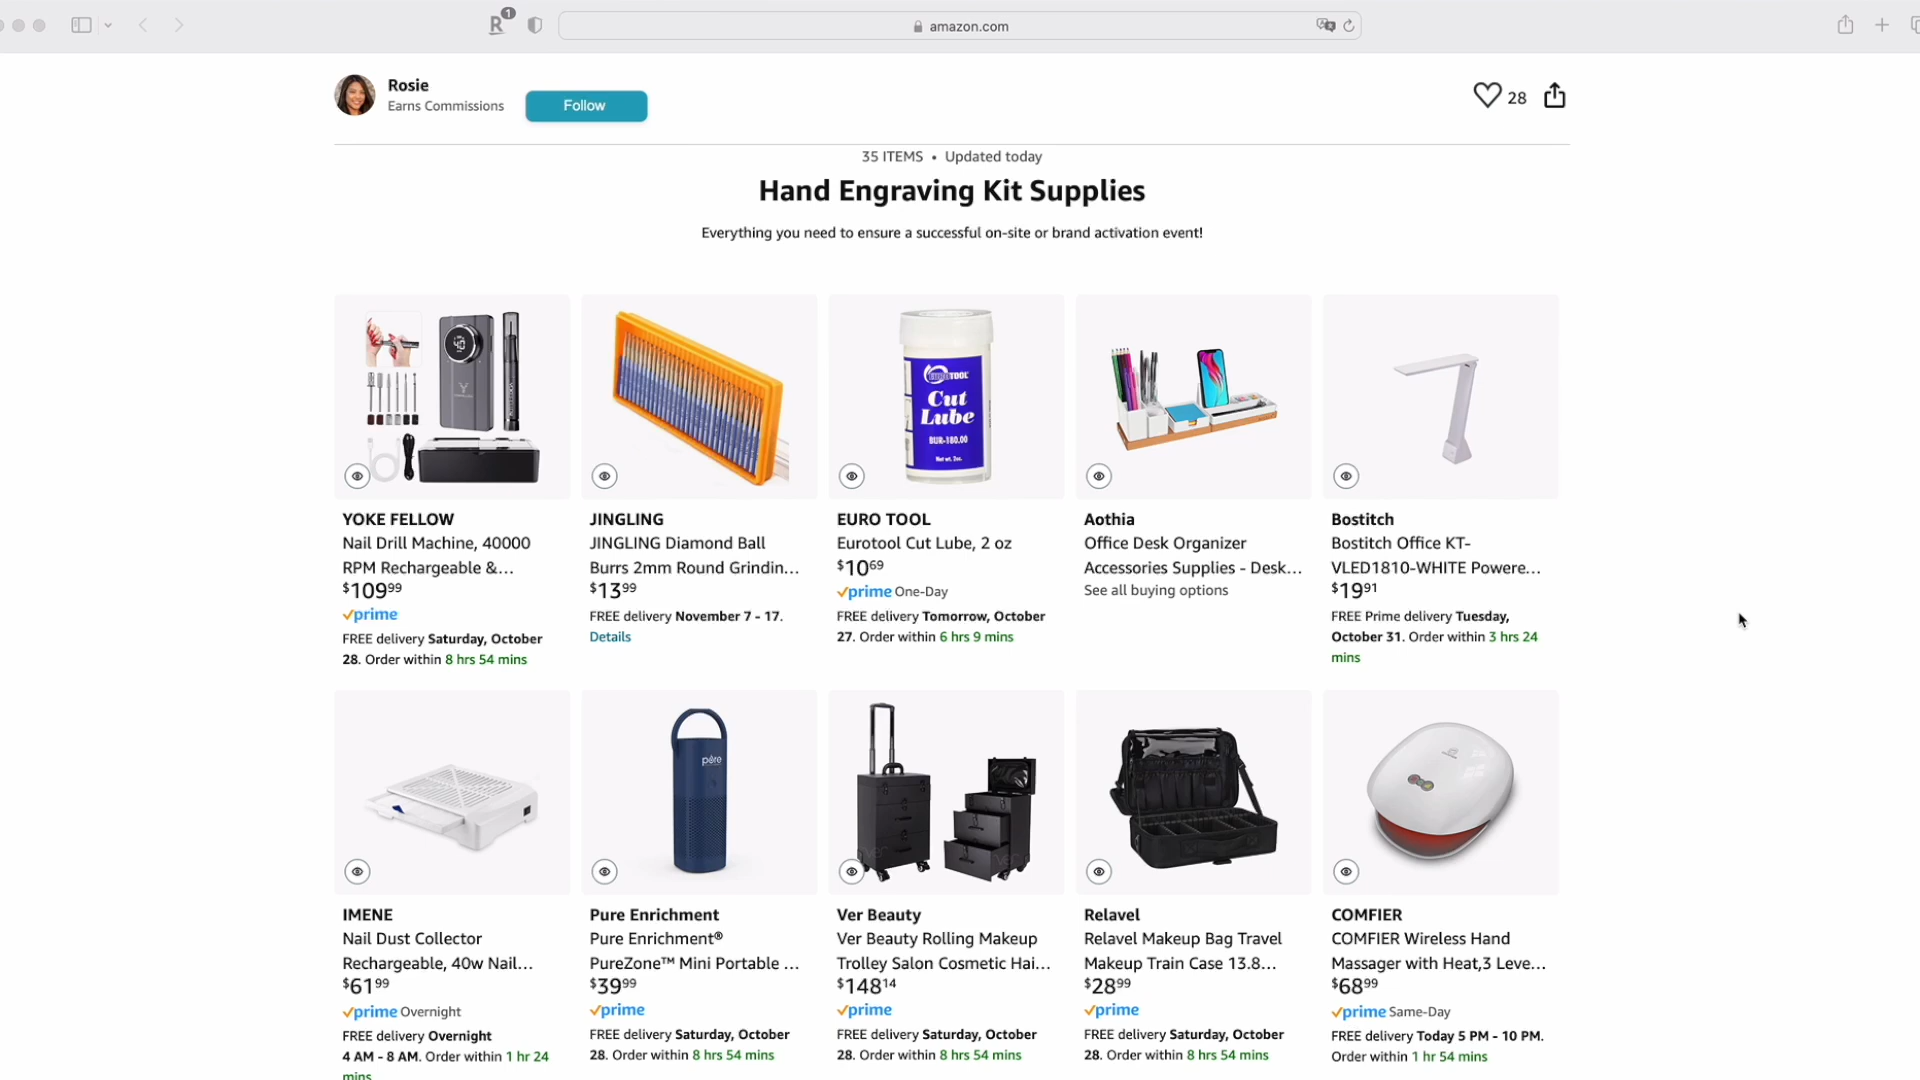 R 1
amazon.com
Rosie
Earns Commissions
Follow
28
35 ITEMS • Updated today
Hand Engraving Kit Supplies
Everything you need to ensure a successful on-site or brand activation event!
EUROTOOL
Cut
Lube
BUR-180.00
Net wt. 2oz.
YOKE FELLOW
Nail Drill Machine, 40000
RPM Rechargeable &...
$109.99
prime
FREE delivery Saturday, October
28. Order within 8 hrs 54 mins
JINGLING
JINGLING Diamond Ball
Burrs 2mm Round Grindin...
$13.99
FREE delivery November 7 - 17.
Details
EURO TOOL
Eurotool Cut Lube, 2 oz
$10.69
prime One-Day
FREE delivery Tomorrow, October
27. Order within 6 hrs 9 mins
Aothia
Office Desk Organizer
Accessories Supplies - Desk...
See all buying options
Bostitch
Bostitch Office KT-
VLED1810-WHITE Powere...
$19.91
FREE Prime delivery Tuesday,
October 31. Order within 3 hrs 24
mins
pure
IMENE
Nail Dust Collector
Rechargeable, 40w Nail...
$61.99
prime Overnight
FREE delivery Overnight
4 AM - 8 AM. Order within 1 hr 24
mins
Pure Enrichment
Pure Enrichment®
PureZone™ Mini Portable ...
$39.99
prime
FREE delivery Saturday, October
28. Order within 8 hrs 54 mins
Ver Beauty
Ver Beauty Rolling Makeup
Trolley Salon Cosmetic Hai...
$148.14
prime
FREE delivery Saturday, October
28. Order within 8 hrs 54 mins
Relavel
Relavel Makeup Bag Travel
Makeup Train Case 13.8...
$28.99
prime
FREE delivery Saturday, October
28. Order within 8 hrs 54 mins
COMFIER
COMFIER Wireless Hand
Massager with Heat,3 Leve...
$68.99
prime Same-Day
FREE delivery Today 5 PM - 10 PM.
Order within 1 hr 54 mins